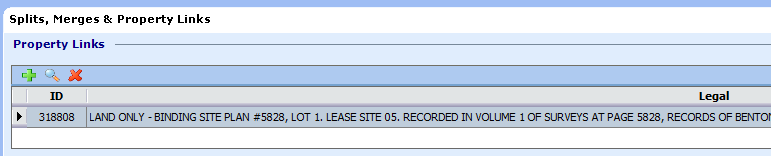 Splits, Merges & Property Links
Property Links
ID Legal
318808 LAND ONLY - BINDING SITE PLAN #5828, LOT 1. LEASE SITE 05. RECORDED IN VOLUME 1 OF SURVEYS AT PAGE 5828, RECORDS OF BENTON